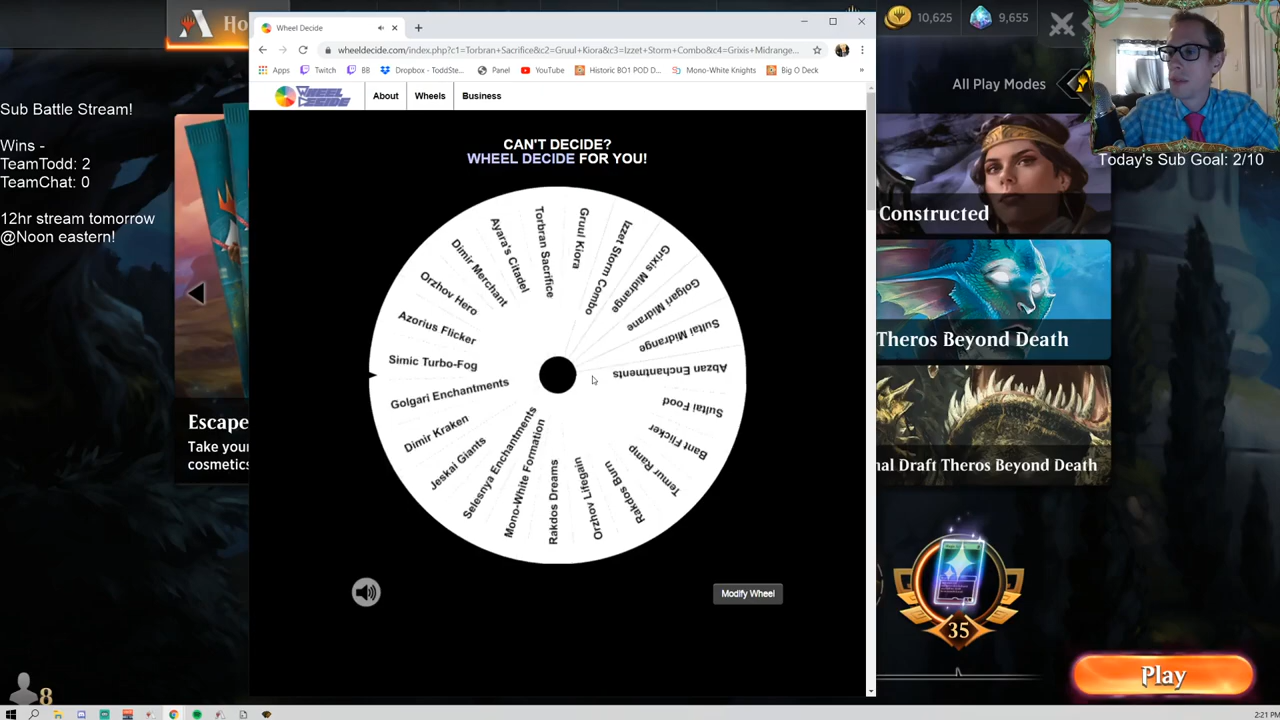 Ho
Wheel Decide
10,625
9,655
wheeldecide.com/index.php?c1=Torbran+Sacrifice&c2=Gruul+Kiora&c3=Izzet+Storm+Combo&c4=Grixis+Midrange...
Apps
Twitch
BB
Dropbox - ToddSte...
Panel
YouTube
Historic BO1 POD D...
Mono-White Knights
Big O Deck
»
WHEEL DECIDE
About
Wheels
Business
All Play Modes
Sub Battle Stream!
Wins -
TeamTodd: 2
TeamChat: 0
12hr stream tomorrow
@Noon eastern!
Today's Sub Goal: 2/10
CAN'T DECIDE?
WHEEL DECIDE FOR YOU!
Torbran Sacrifice
Gruul Kiora
Izzet Storm Combo
Grixis Midrange
Golgari Midrane
Sultai Midrange
Abzan Enchantments
Sultai Food
Bant Flicker
Temur Ramp
Rakdos Burn
Orzhov Lifegain
Rakdos Dreams
Mono-White Formation
Selesnya Enchantments
Jeskai Giants
Dimir Kraken
Golgari Enchantments
Simic Turbo-Fog
Azorius Flicker
Orzhov Hero
Dimir Merchant
Ayara's Citadel
Modify Wheel
Constructed
Theros Beyond Death
nal Draft Theros Beyond Death
Escape
Take your
cosmetics
35
Play
8
2:21 PM